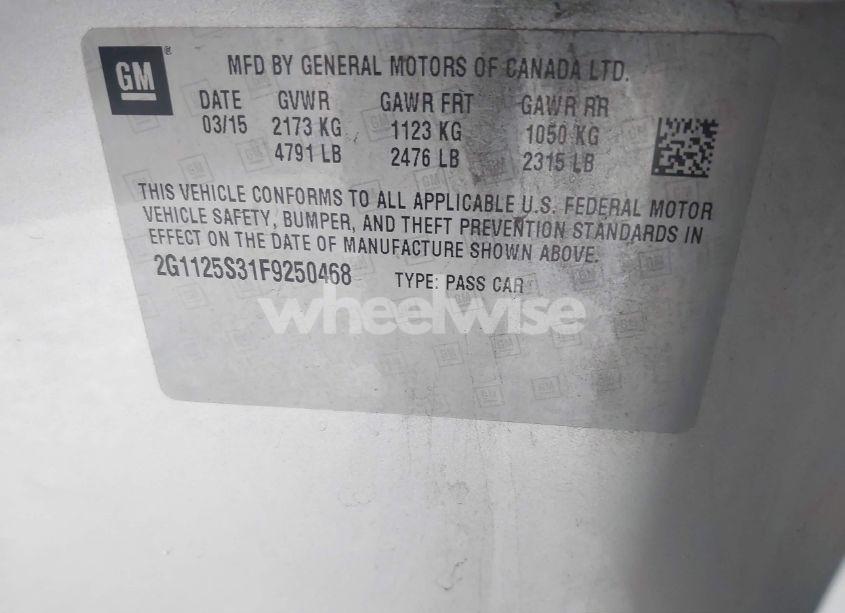 GM ®
MFD BY GENERAL MOTORS OF CANADA LTD.
DATE GVWR GAWR FRT GAWR RR
03/15 2173 KG 1123 KG 1050 KG
4791 LB 2476 LB 2315 LB
THIS VEHICLE CONFORMS TO ALL APPLICABLE U.S. FEDERAL MOTOR
VEHICLE SAFETY, BUMPER, AND THEFT PREVENTION STANDARDS IN
EFFECT ON THE DATE OF MANUFACTURE SHOWN ABOVE.
2G1125S31F9250468 TYPE: PASS CAR
wheelwise